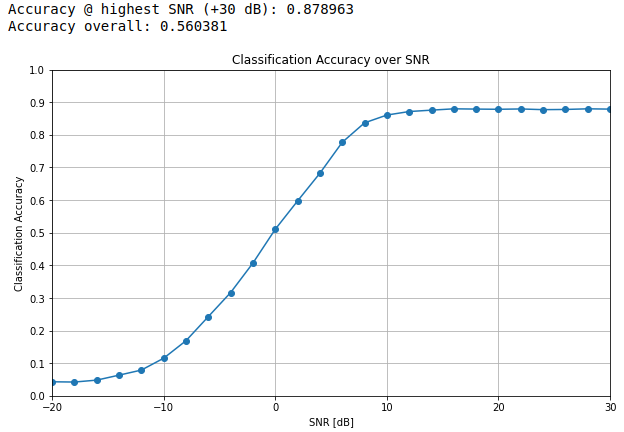 Accuracy @ highest SNR (+30 dB): 0.878963
Accuracy overall: 0.560381
Classification Accuracy over SNR
1.0
0.9
0.8
0.7
0.6
0.5
0.4
0.3
0.2
0.1
0.0
Classification Accuracy
−20 −10 0 10 20 30
SNR [dB]